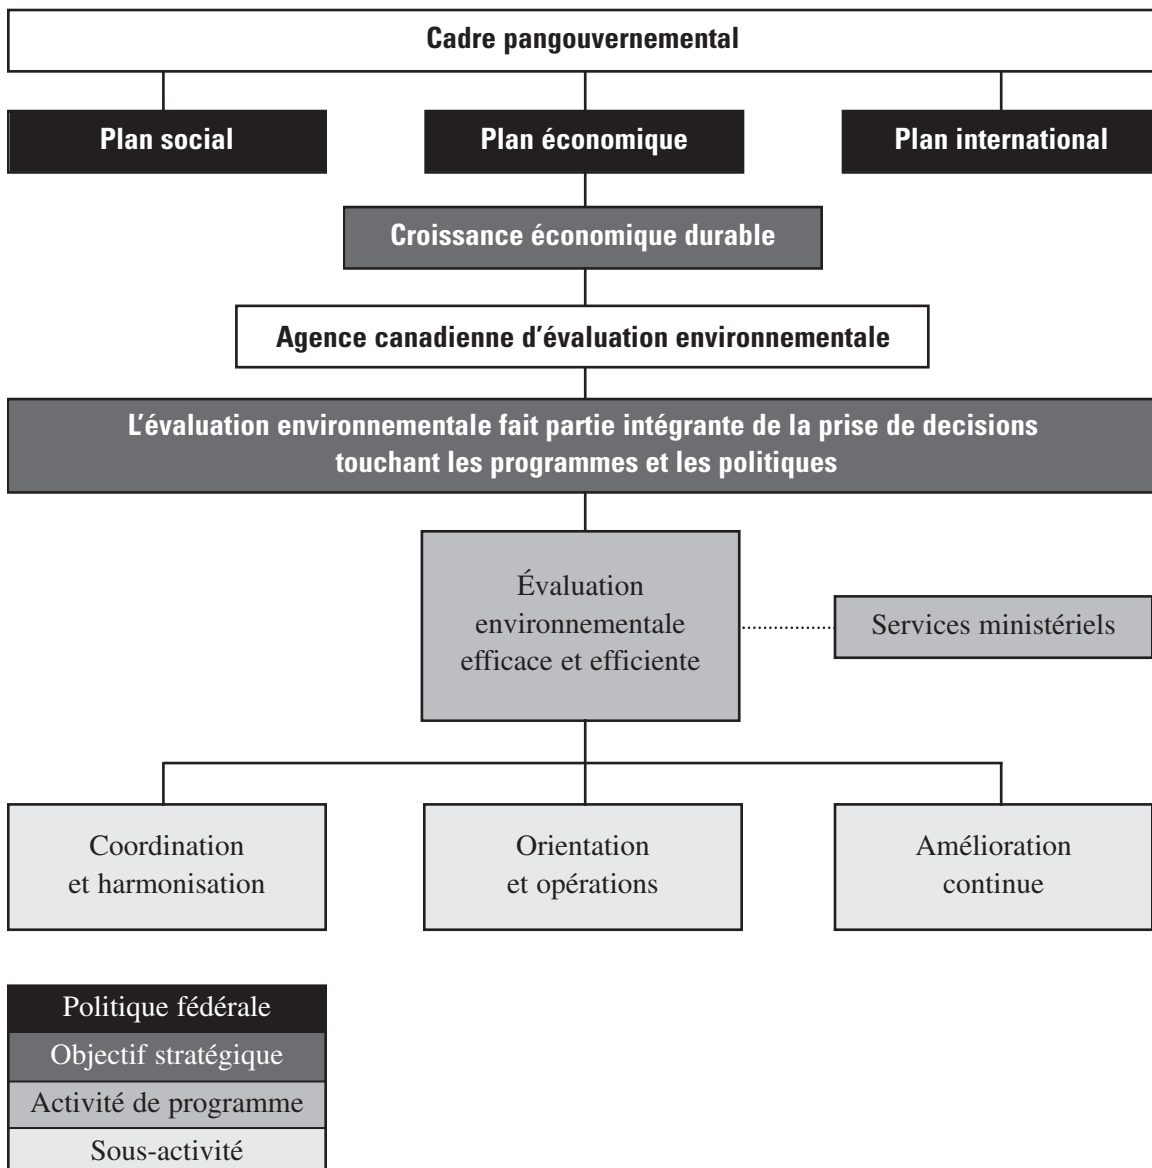 Cadre pangouvernemental
Plan social
Plan économique
Plan international
Croissance économique durable
Agence canadienne d'évaluation environnementale
L'évaluation environnementale fait partie intégrante de la prise de decisions
touchant les programmes et les politiques
Évaluation
environnementale
efficace et efficiente
Services ministériels
Coordination
et harmonisation
Orientation
et opérations
Amélioration
continue
Politique fédérale
Objectif stratégique
Activité de programme
Sous-activité